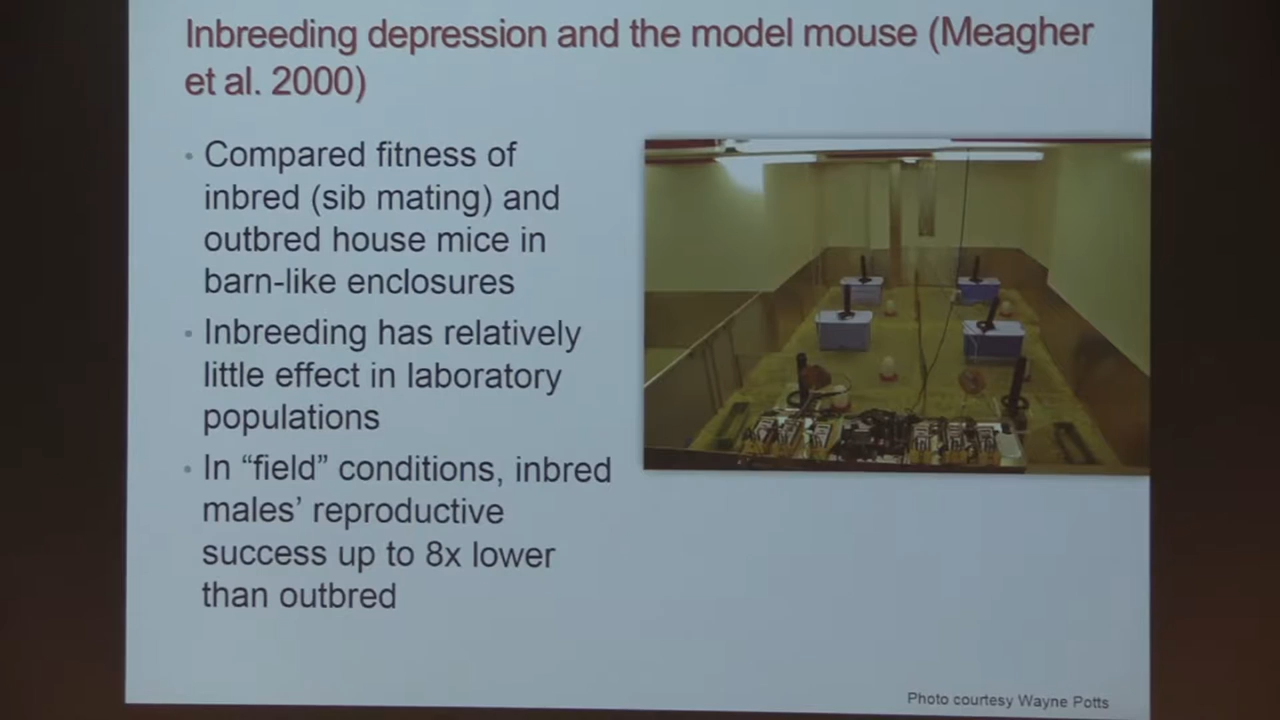 Inbreeding depression and the model mouse (Meagher
et al. 2000)
• Compared fitness of
inbred (sib mating) and
outbred house mice in
barn-like enclosures
• Inbreeding has relatively
little effect in laboratory
populations
• In “field” conditions, inbred
males’ reproductive
success up to 8x lower
than outbred
Photo courtesy Wayne Potts